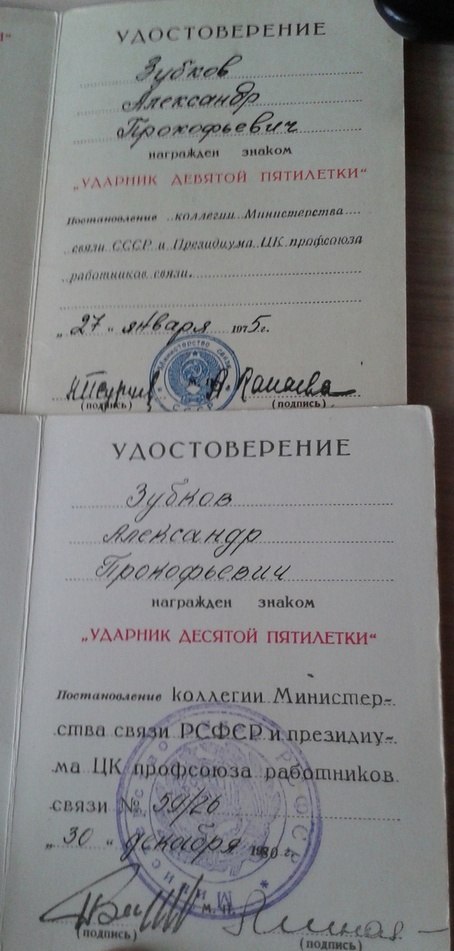 УДОСТОВЕРЕНИЕ
Зубков
Александр
Прокофьевич
награжден знаком
„УДАРНИК ДЕВЯТОЙ ПЯТИЛЕТКИ“
Постановление коллегии Министерства
связи СССР и Президиума ЦК профсоюза
работников связи.
„27“ января 1975 г.
(подпись) (подпись)
УДОСТОВЕРЕНИЕ
Зубков
Александр
Прокофьевич
награжден знаком
„УДАРНИК ДЕСЯТОЙ ПЯТИЛЕТКИ“
Постановление коллегии Министер-
ства связи РСФСР и президиу-
ма ЦК профсоюза работников
связи № 50/26
„30“ декабря 1980 г.
м. п.
(подпись) (подпись)